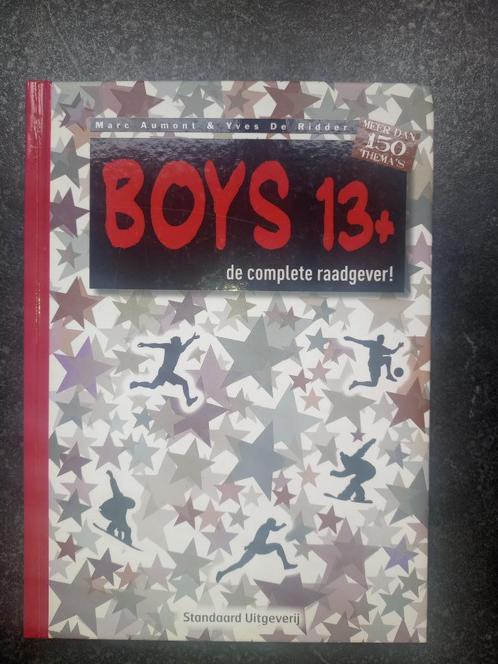 Marc Aumont & Yves De Ridder
MEER DAN
150
THEMA'S
BOYS 13+
de complete raadgever!
Standaard Uitgeverij